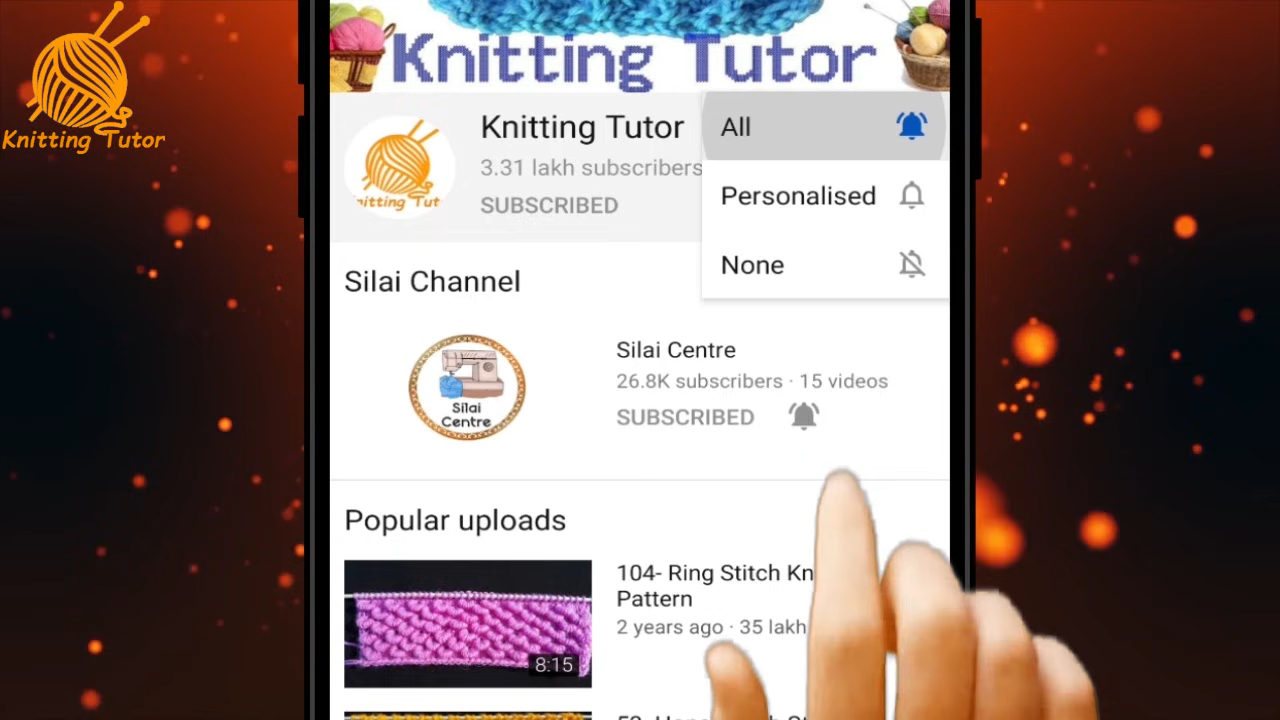 Knitting Tutor
Knitting Tutor
Knitting Tutor
3.31 lakh subscribers
SUBSCRIBED
nitting Tut
All
Personalised
None
Silai Channel
Silai
Centre
Silai Centre
26.8K subscribers · 15 videos
SUBSCRIBED
Popular uploads
8:15
104- Ring Stitch Kn
Pattern
2 years ago · 35 lakh